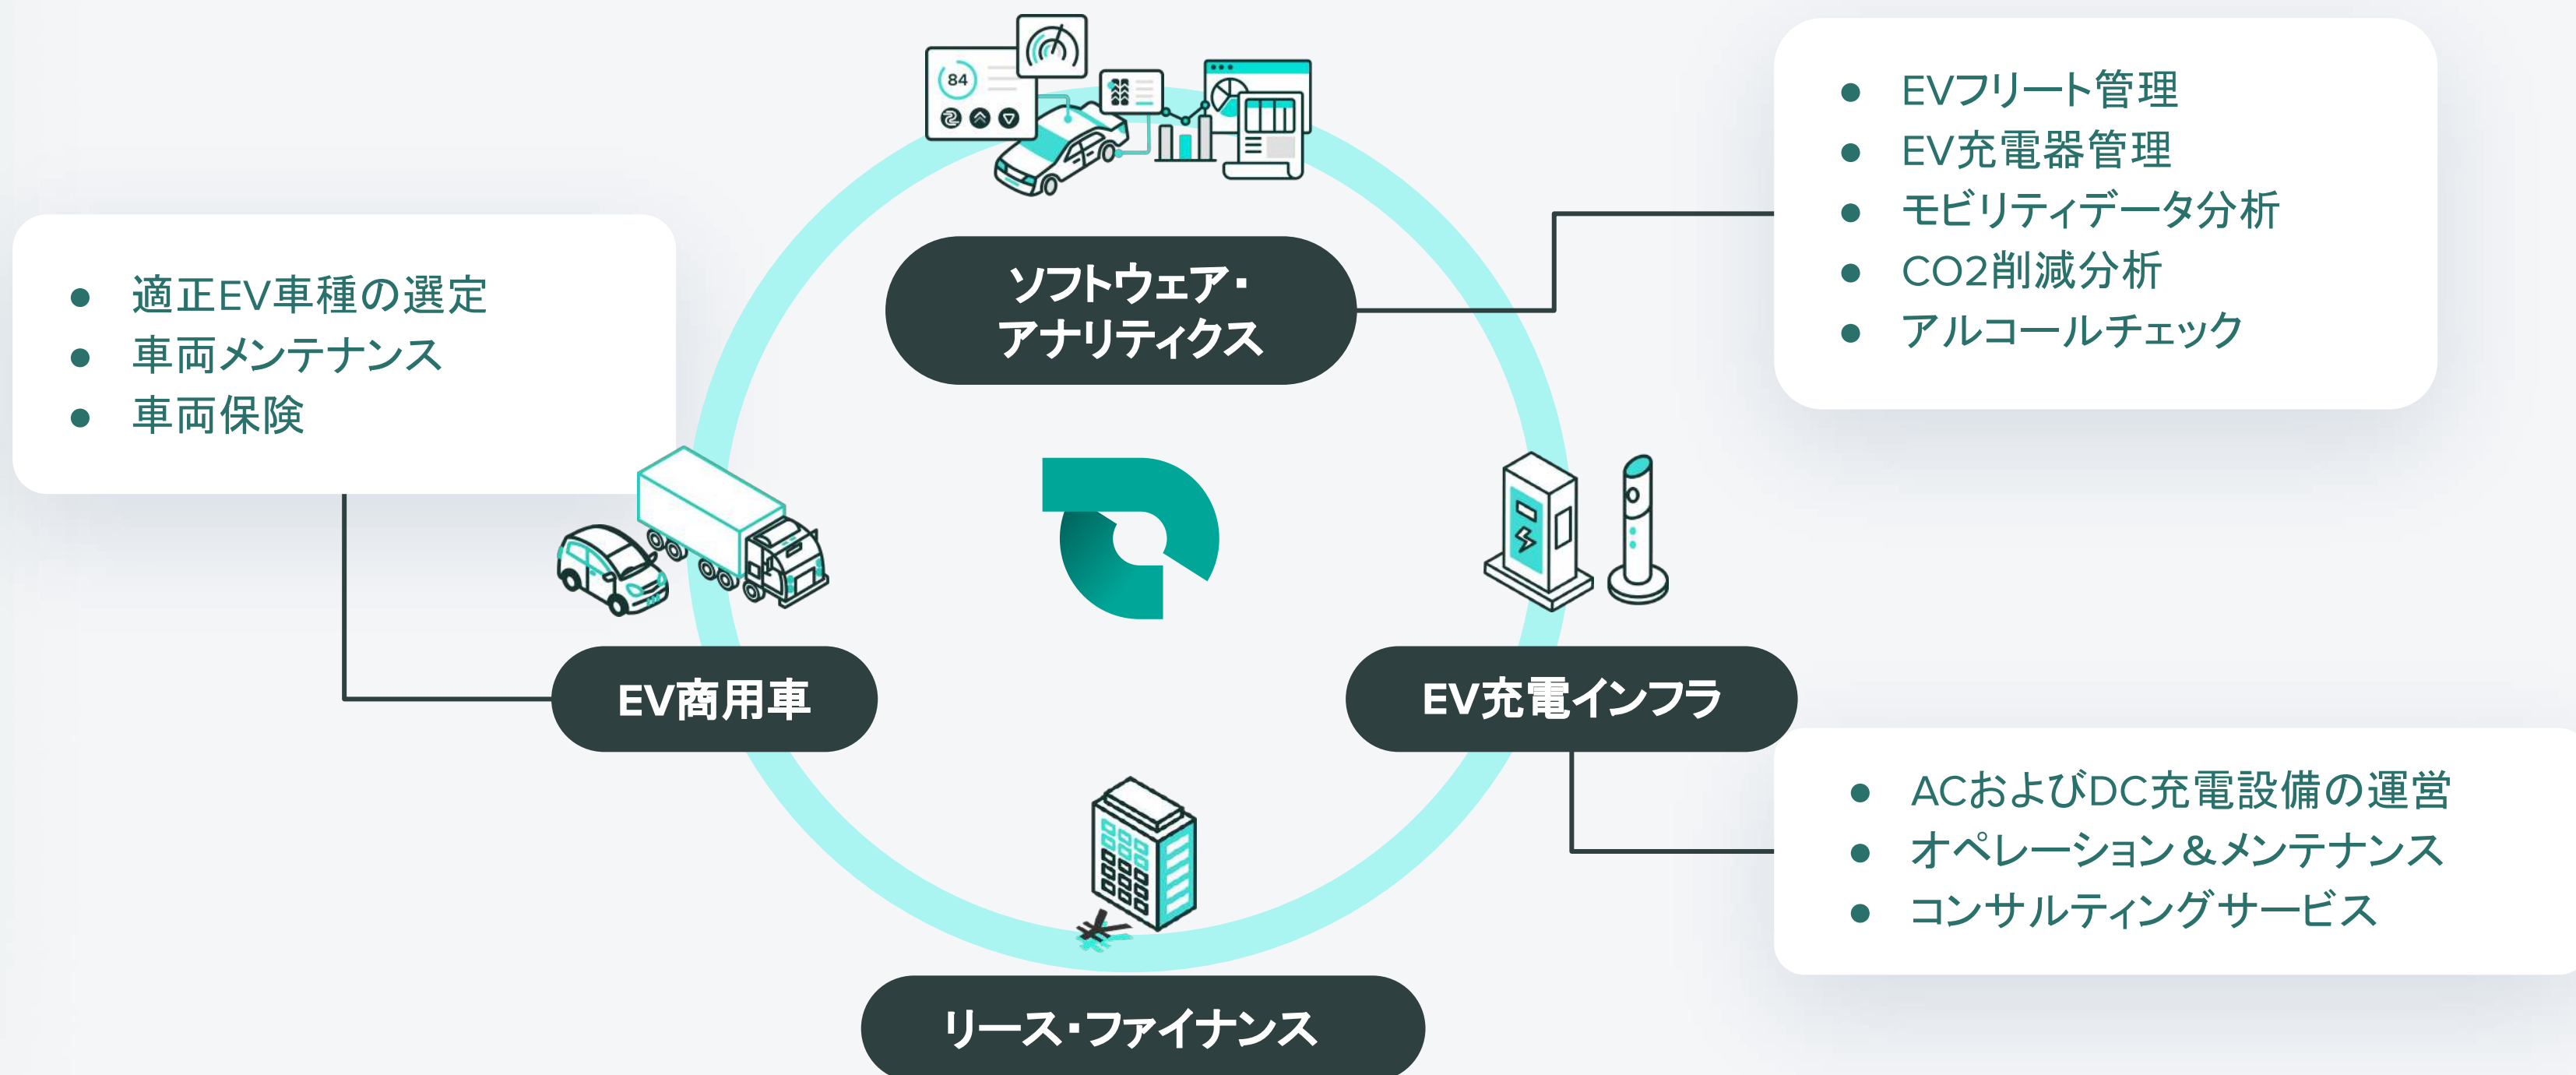 84
ソフトウェア・
アナリティクス
● EVフリート管理
● EV充電器管理
● モビリティデータ分析
● CO2削減分析
● アルコールチェック
● 適正EV車種の選定
● 車両メンテナンス
● 車両保険
EV商用車
EV充電インフラ
● ACおよびDC充電設備の運営
● オペレーション&メンテナンス
● コンサルティングサービス
¥
リース・ファイナンス